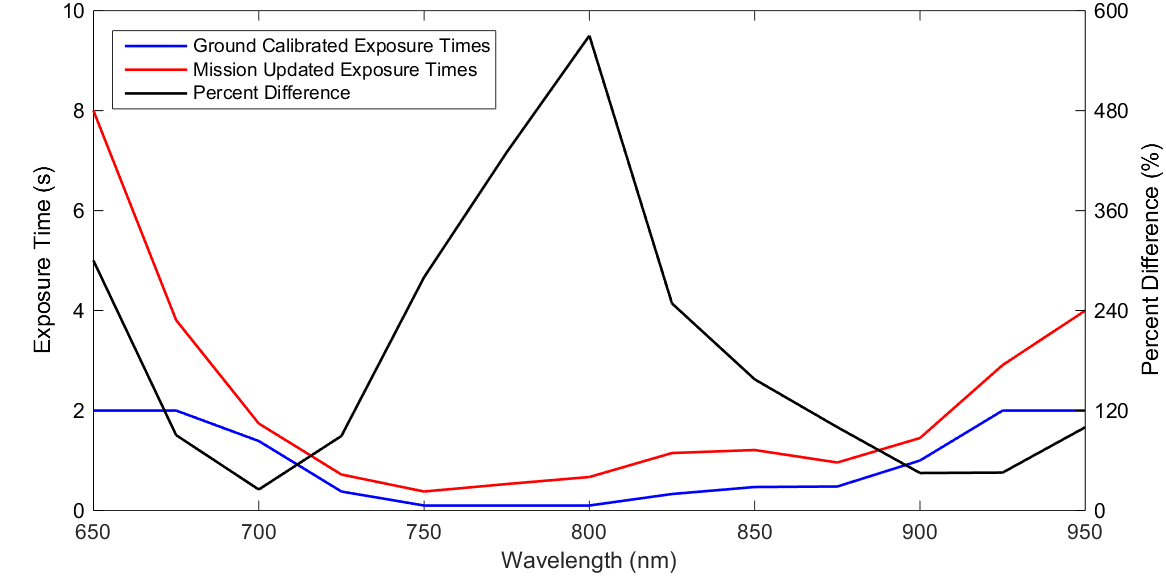 Ground Calibrated Exposure Times
Mission Updated Exposure Times
Percent Difference
Exposure Time (s)
10
8
6
4
2
0
600
480
360
240
120
0
Percent Difference (%)
650 700 750 800 850 900 950
Wavelength (nm)